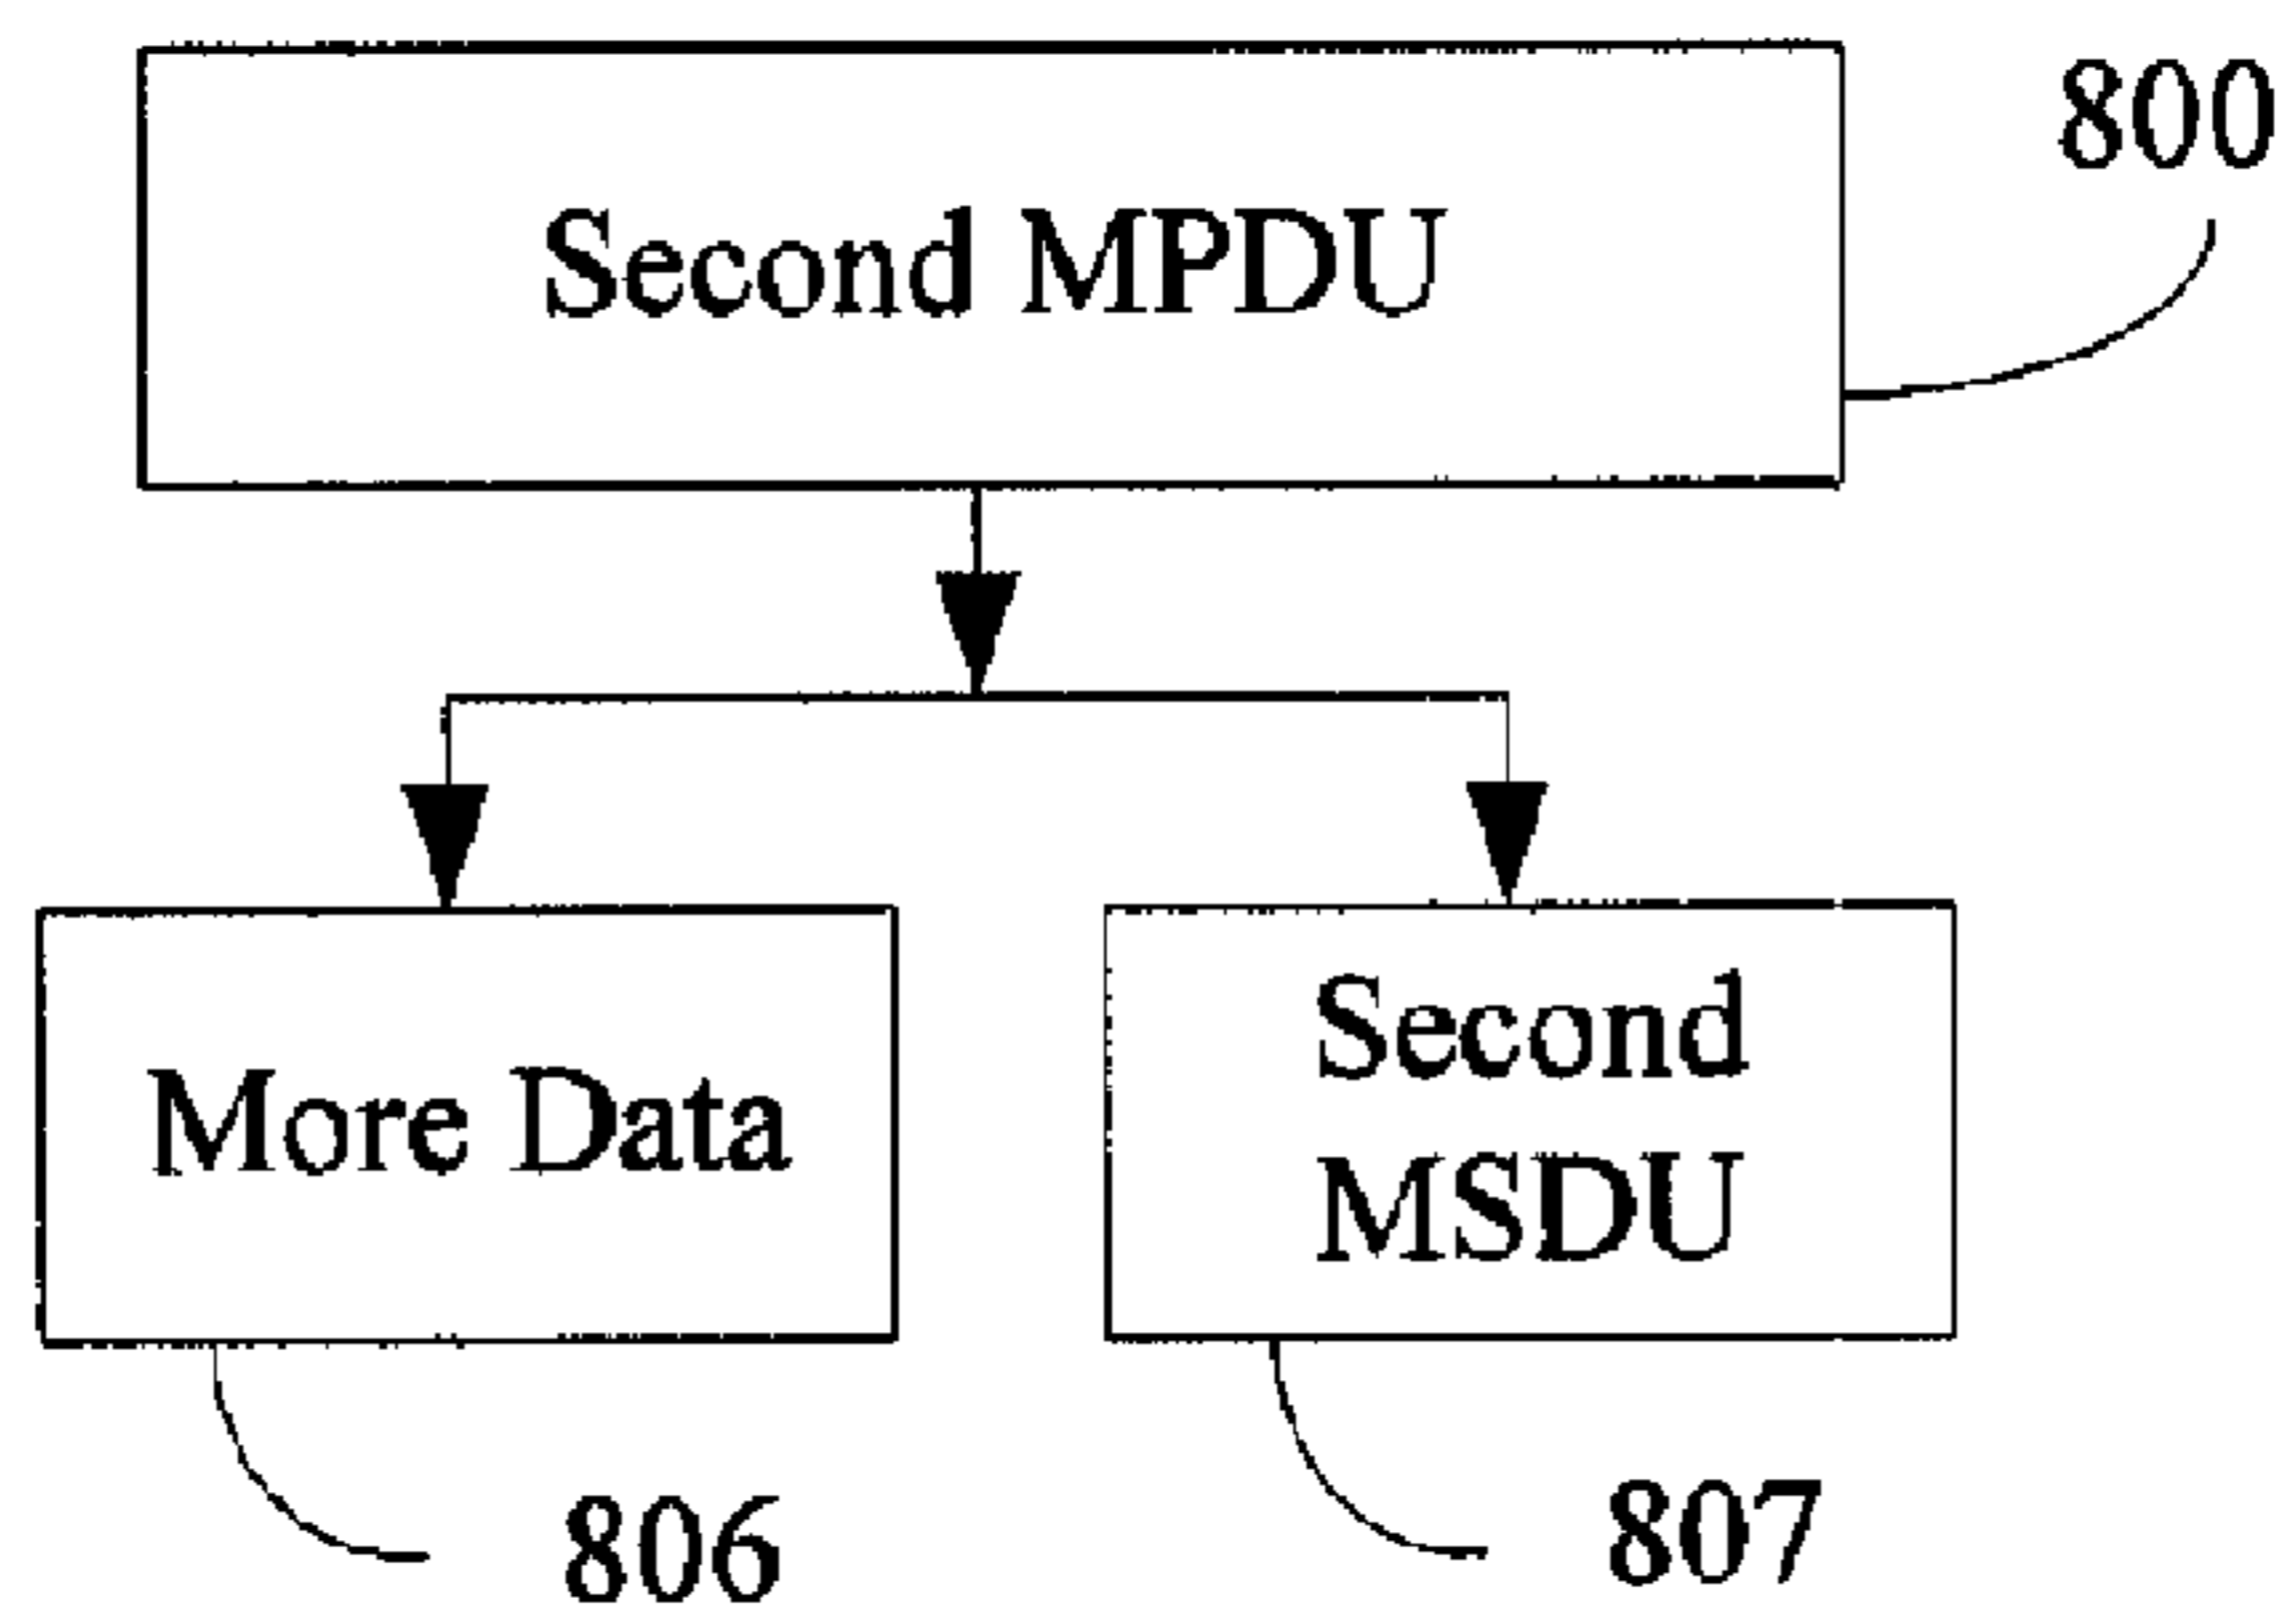 800
Second MPDU
More Data
Second
MSDU
806
807